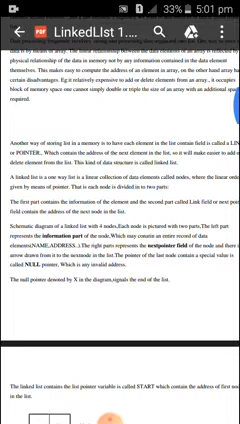 33% 5:01 pm
PDF LinkedLIst 1....
data is by means of array. The linear relationship between the data elements of an array is reflected by
physical relationship of the data in memory not by any information contained in the data element
themselves. This makes easy to compute the address of an element in array, on the other hand array ha
certain disadvantages. Eg it relatively expensive to add or delete elements from an array., it occupies
block of memory space one cannot simply double or triple the size of an array with an additional spac
required.
Another way of storing list in a memory is to have each element in the list contain field is called a LIN
or POINTER,. Which contain the address of the next element in the list, so it will make easier to add o
delete element from the list. This kind of data structure is called linked list.
A linked list is a one way list is a linear collection of data elements called nodes, where the linear orde
given by means of pointer. That is each node is divided in to two parts:
The first part contains the information of the element and the second part called Link field or next poi
field contain the address of the next node in the list.
Schematic diagram of a linked list with 4 nodes,Each node is pictured with two parts,The left part
represents the information part of the node,Which may conatin an entire record of data
elements(NAME,ADDRESS..).The right parts represents the nextpointer field of the node and there i
arrow drawn from it to the nextnode in the list.The pointer of the last node contain a special value is
called NULL pointer, Which is any invalid address.
The null pointer denoted by X in the diagram,signals the end of the list.
The linked list contains the list pointer variable is called START which contain the address of first nod
in the list.